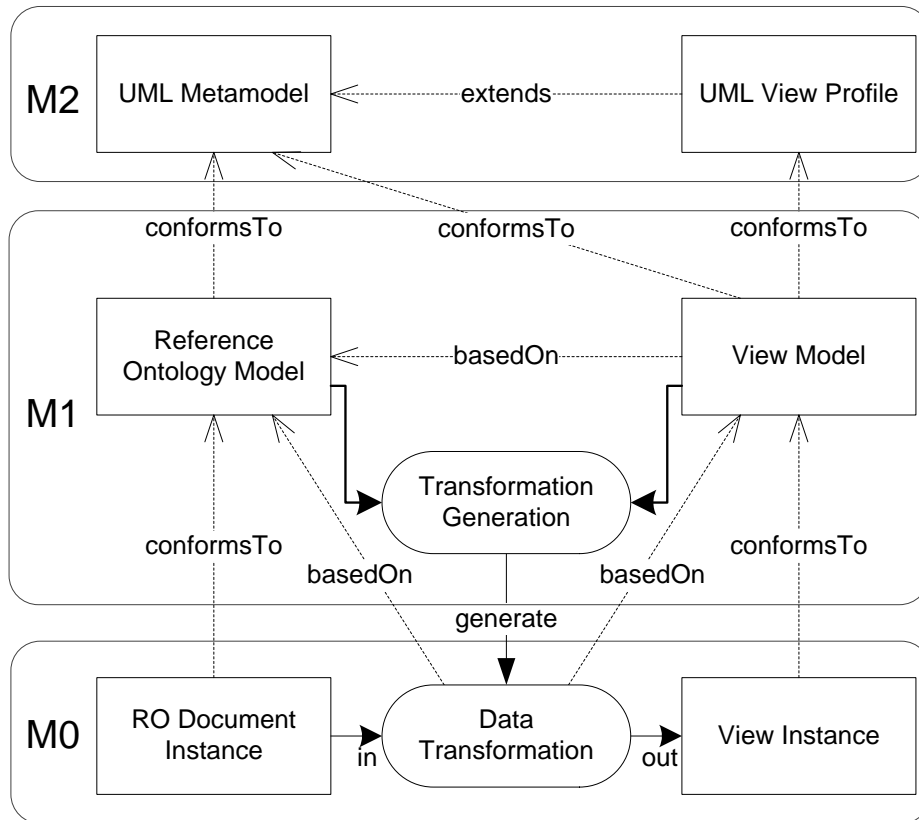 M2
UML Metamodel
extends
UML View Profile
conformsTo
conformsTo
conformsTo
M1
Reference
Ontology Model
basedOn
View Model
Transformation
Generation
conformsTo
basedOn
basedOn
conformsTo
generate
M0
RO Document
Instance
in
Data
Transformation
out
View Instance